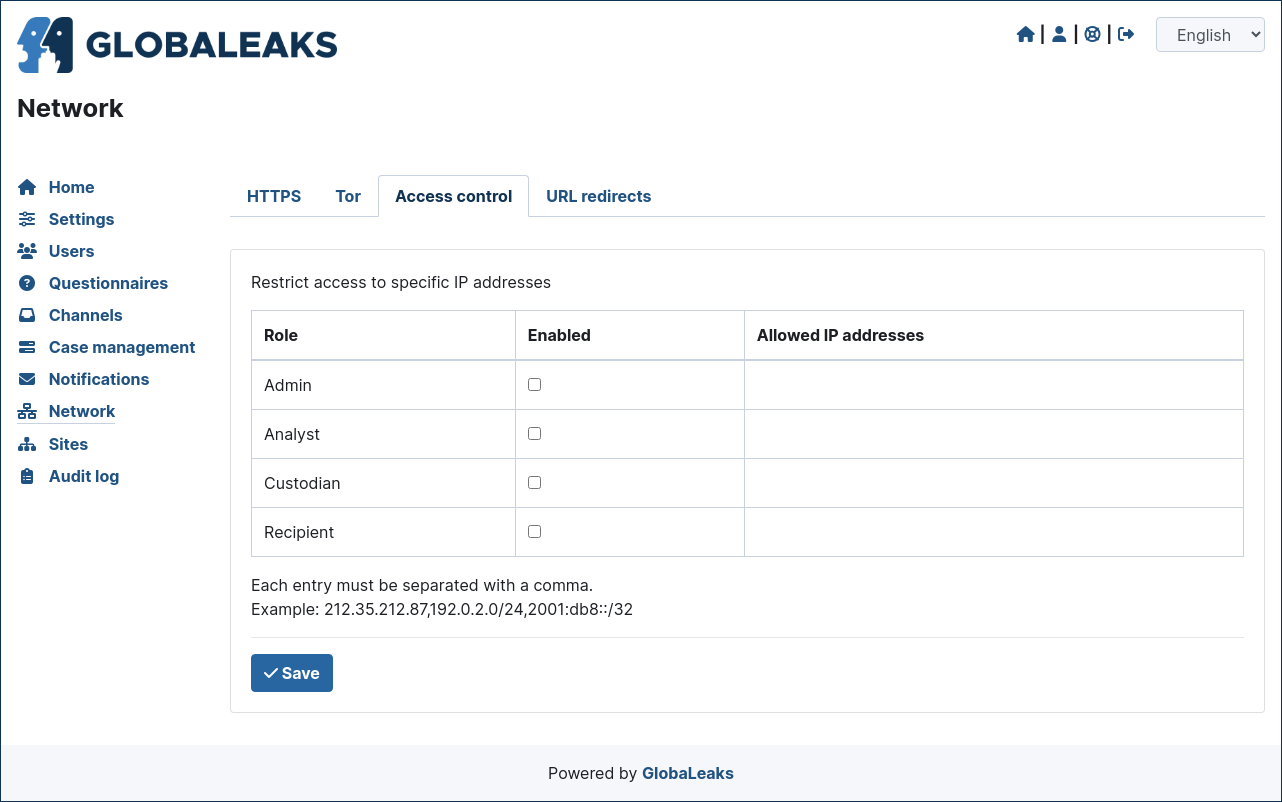 GLOBALEAKS
| | |
English
Network
Home
Settings
Users
Questionnaires
Channels
Case management
Notifications
Network
Sites
Audit log
HTTPS Tor Access control URL redirects
Restrict access to specific IP addresses
Role Enabled Allowed IP addresses
Admin
Analyst
Custodian
Recipient
Each entry must be separated with a comma.
Example: 212.35.212.87,192.0.2.0/24,2001:db8::/32
Save
Powered by GlobaLeaks